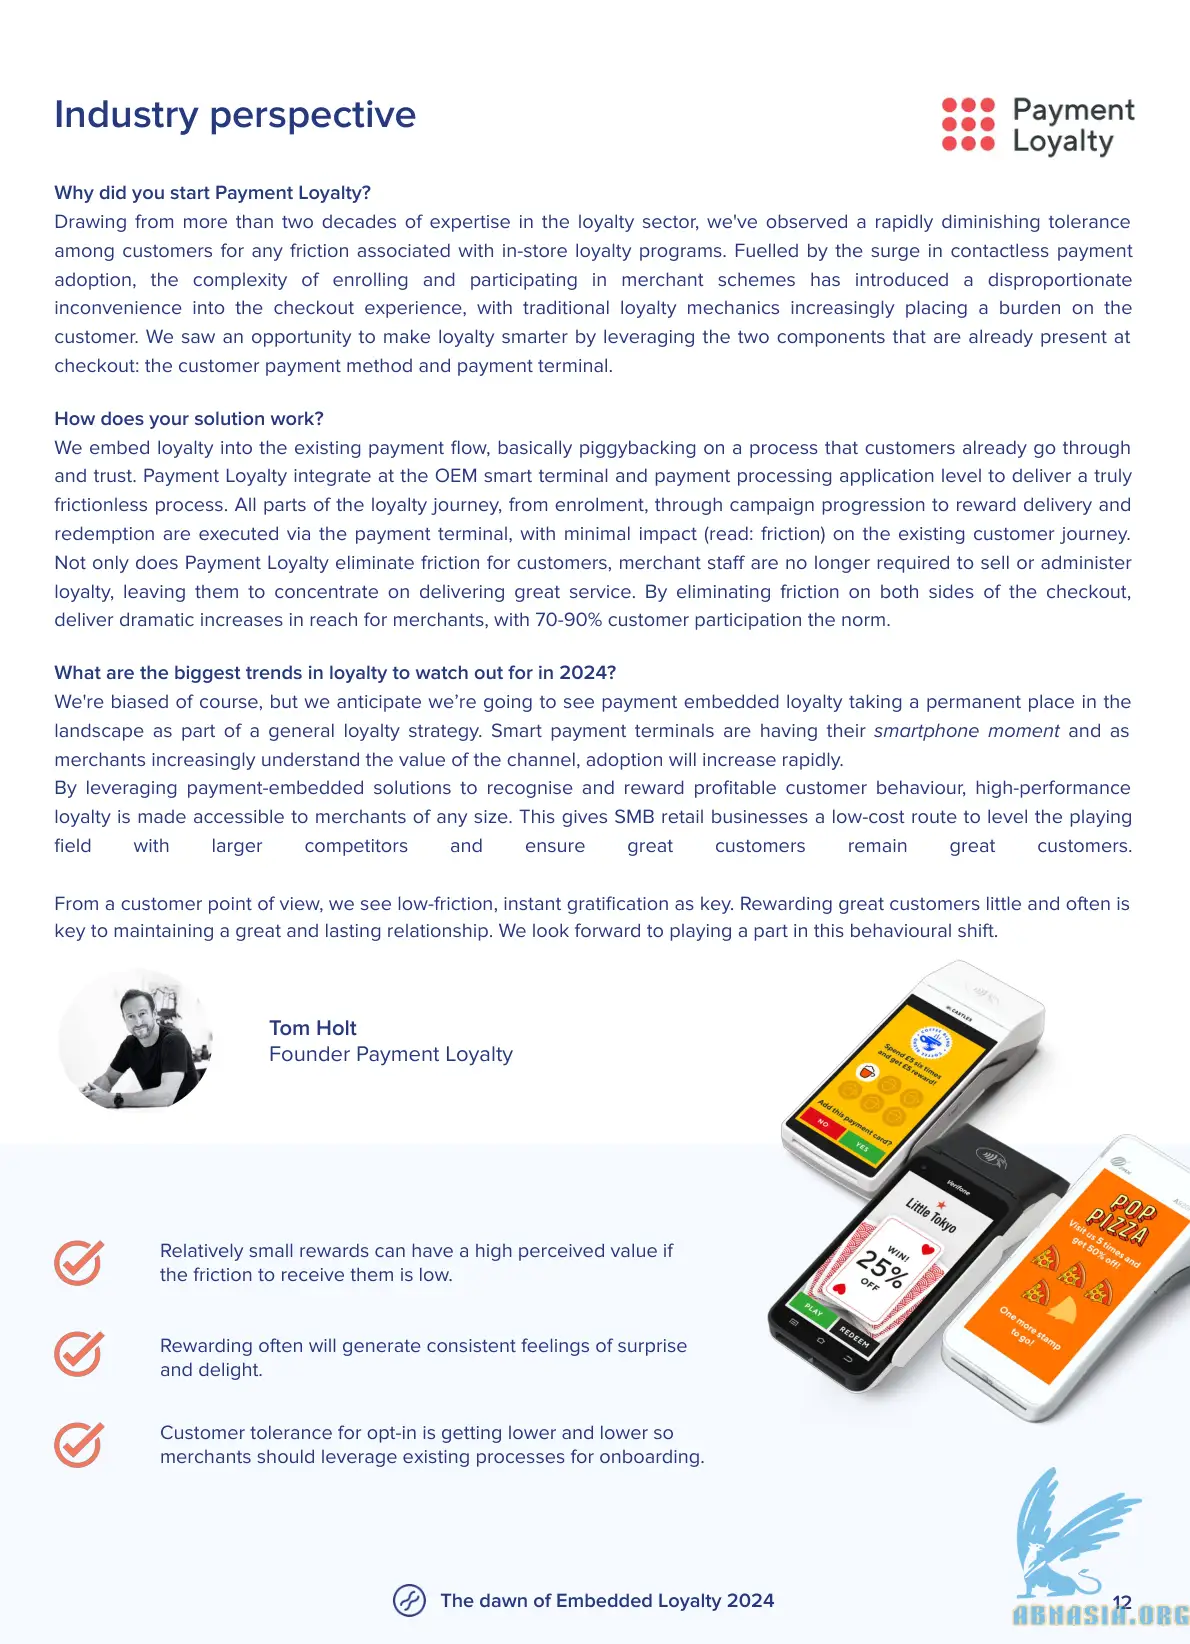 Industry perspective
Payment
Loyalty
Why did you start Payment Loyalty?
Drawing from more than two decades of expertise in the loyalty sector, we've observed a rapidly diminishing tolerance
among customers for any friction associated with in-store loyalty programs. Fuelled by the surge in contactless payment
adoption, the complexity of enrolling and participating in merchant schemes has introduced a disproportionate
inconvenience into the checkout experience, with traditional loyalty mechanics increasingly placing a burden on the
customer. We saw an opportunity to make loyalty smarter by leveraging the two components that are already present at
checkout: the customer payment method and payment terminal.
How does your solution work?
We embed loyalty into the existing payment flow, basically piggybacking on a process that customers already go through
and trust. Payment Loyalty integrate at the OEM smart terminal and payment processing application level to deliver a truly
frictionless process. All parts of the loyalty journey, from enrolment, through campaign progression to reward delivery and
redemption are executed via the payment terminal, with minimal impact (read: friction) on the existing customer journey.
Not only does Payment Loyalty eliminate friction for customers, merchant staff are no longer required to sell or administer
loyalty, leaving them to concentrate on delivering great service. By eliminating friction on both sides of the checkout,
deliver dramatic increases in reach for merchants, with 70-90% customer participation the norm.
What are the biggest trends in loyalty to watch out for in 2024?
We're biased of course, but we anticipate we’re going to see payment embedded loyalty taking a permanent place in the
landscape as part of a general loyalty strategy. Smart payment terminals are having their smartphone moment and as
merchants increasingly understand the value of the channel, adoption will increase rapidly.
By leveraging payment-embedded solutions to recognise and reward profitable customer behaviour, high-performance
loyalty is made accessible to merchants of any size. This gives SMB retail businesses a low-cost route to level the playing
field with larger competitors and ensure great customers remain great customers.
From a customer point of view, we see low-friction, instant gratification as key. Rewarding great customers little and often is
key to maintaining a great and lasting relationship. We look forward to playing a part in this behavioural shift.
Tom Holt
Founder Payment Loyalty
CASTLES
Spend £5 six times
and get £5 reward!
Add this payment card?
NO
YES
Verifone
Little Tokyo
WIN!
25%
OFF
PLAY
REDEEM
POP
PIZZA
Visit us 5 times and
get 50% off!
One more stamp
to go!
Relatively small rewards can have a high perceived value if
the friction to receive them is low.
Rewarding often will generate consistent feelings of surprise
and delight.
Customer tolerance for opt-in is getting lower and lower so
merchants should leverage existing processes for onboarding.
The dawn of Embedded Loyalty 2024
12
ABNASIA.ORG